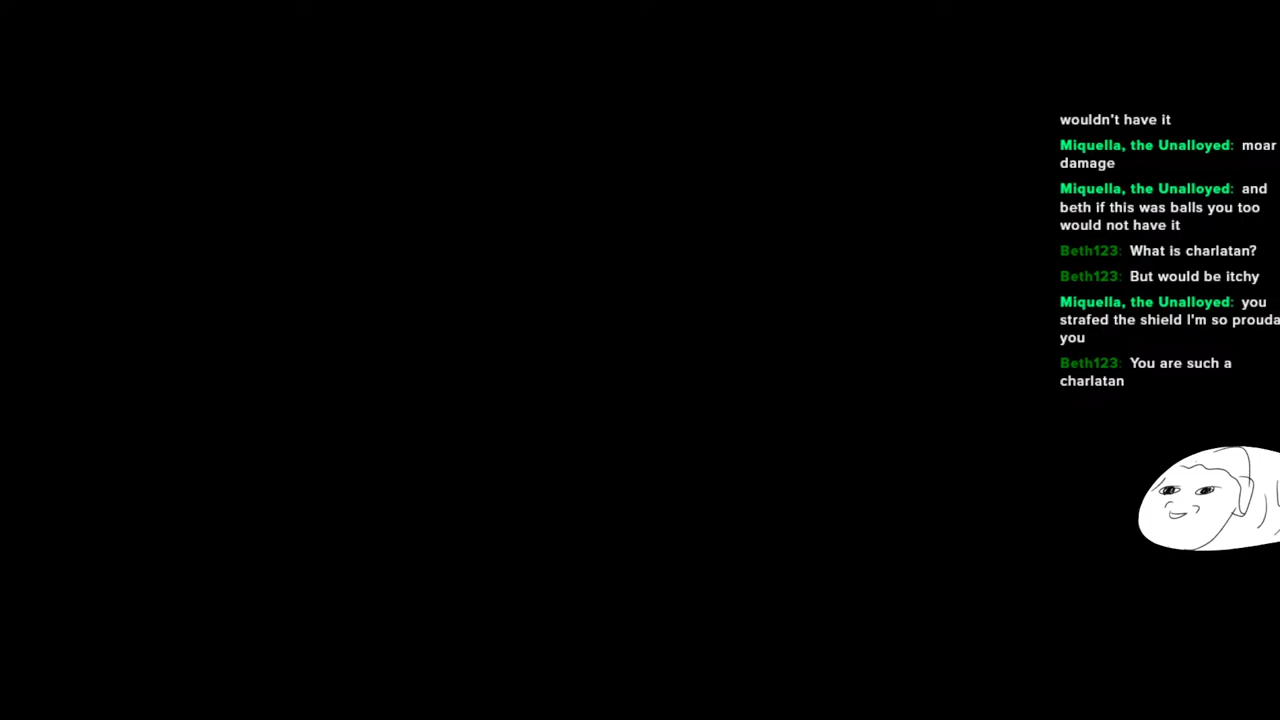 wouldn't have it
Miquella, the Unalloyed: moar
damage
Miquella, the Unalloyed: and
beth if this was balls you too
would not have it
Beth123: What is charlatan?
Beth123: But would be itchy
Miquella, the Unalloyed: you
strafed the shield I'm so prouda
you
Beth123: You are such a
charlatan